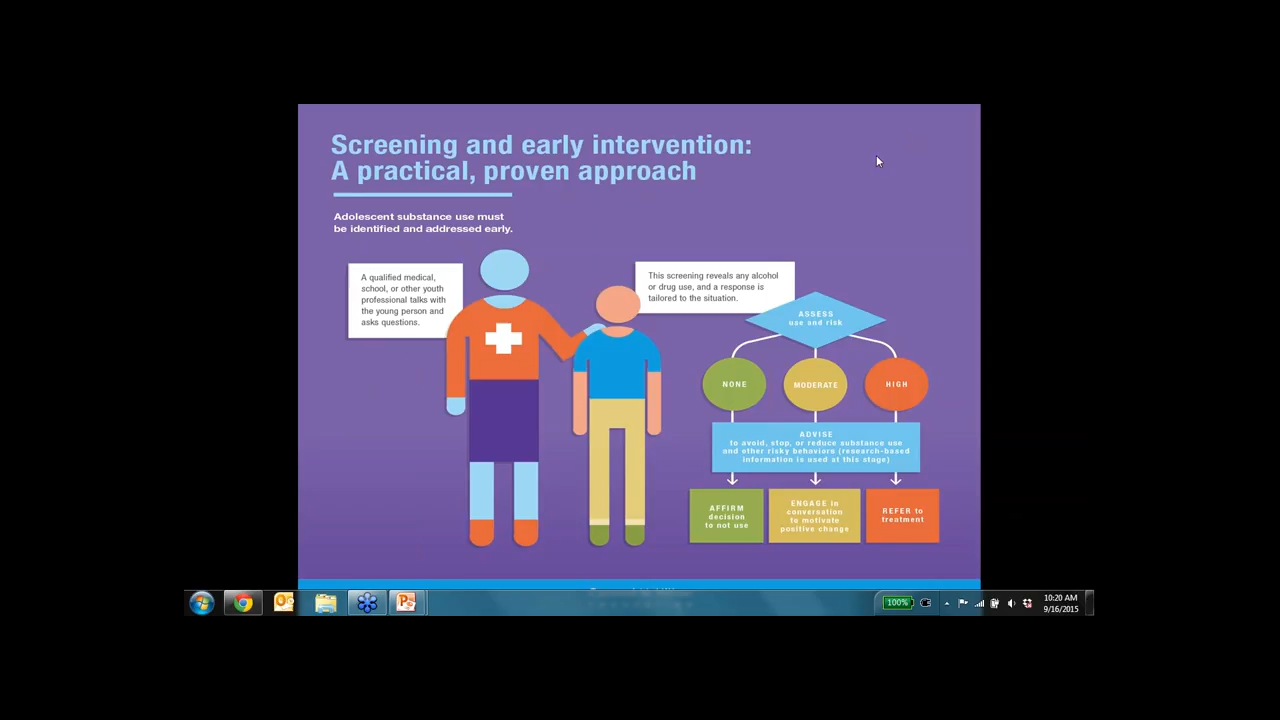 Screening and early intervention:
A practical, proven approach
Adolescent substance use must
be identified and addressed early.
A qualified medical,
school, or other youth
professional talks with
the young person and
asks questions.
This screening reveals any alcohol
or drug use, and a response is
tailored to the situation.
ASSESS
use and risk
NONE
MODERATE
HIGH
ADVISE
to avoid, stop, or reduce substance use
and other risky behaviors (research-based
information is used at this stage)
AFFIRM
decision
to not use
ENGAGE in
conversation
to motivate
positive change
REFER to
treatment
100%
10:20 AM
9/16/2015